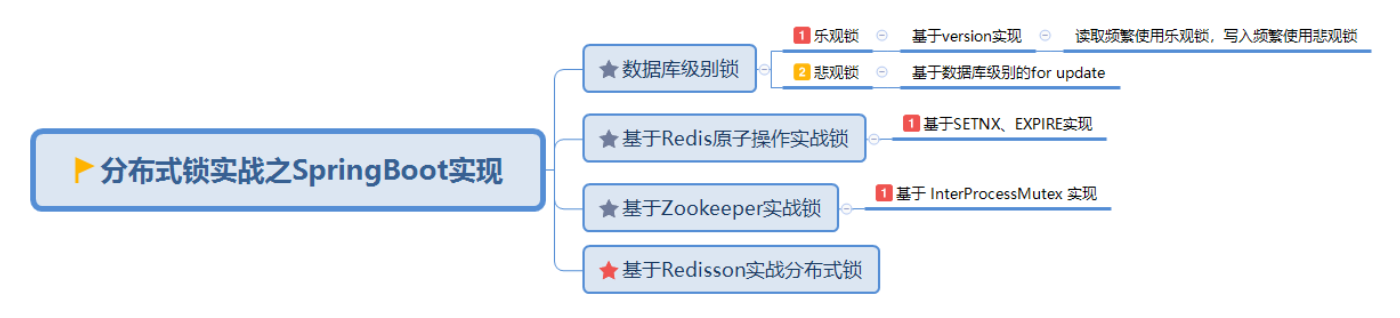 1 乐观锁
基于version实现
读取频繁使用乐观锁，写入频繁使用悲观锁
数据库级别锁
2 悲观锁
基于数据库级别的for update
基于Redis原子操作实战锁
1 基于SETNX、EXPIRE实现
分布式锁实战之SpringBoot实现
基于Zookeeper实战锁
1 基于 InterProcessMutex 实现
基于Redisson实战分布式锁